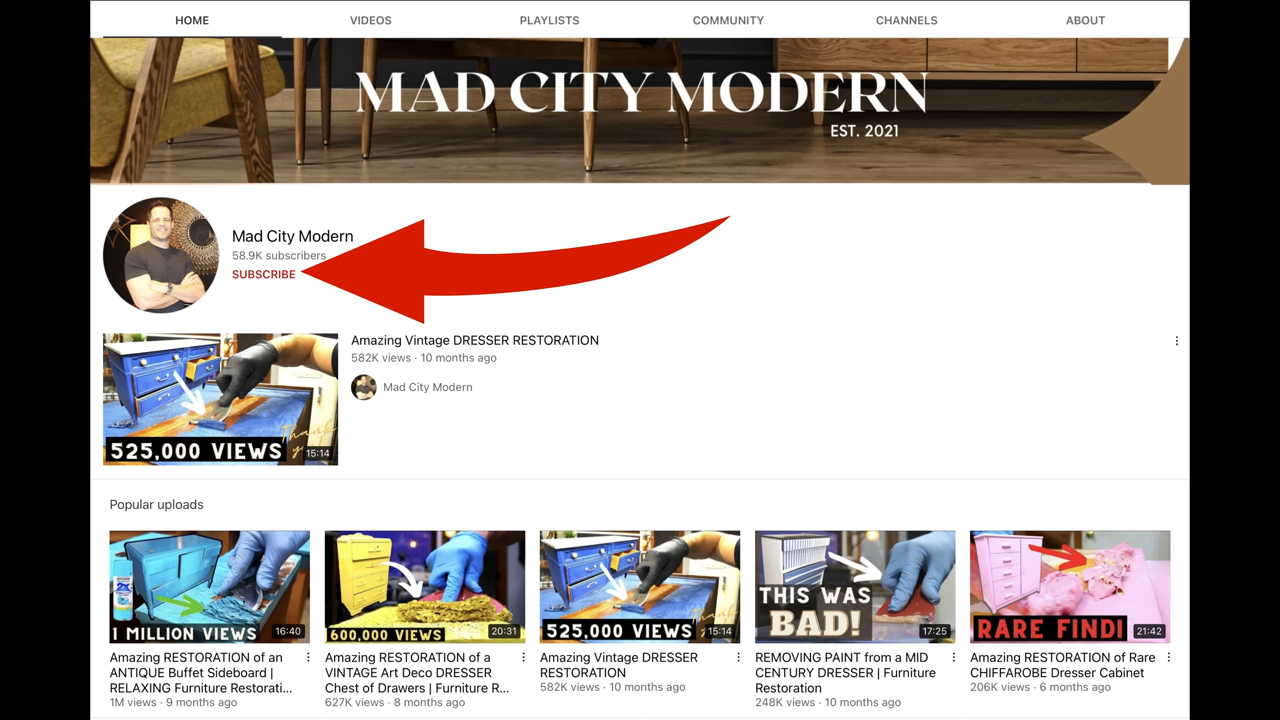 HOME VIDEOS PLAYLISTS COMMUNITY CHANNELS ABOUT
MAD CITY MODERN
EST. 2021
Mad City Modern
58.9K subscribers
SUBSCRIBE
Amazing Vintage DRESSER RESTORATION
582K views · 10 months ago
Mad City Modern
Thank
525,000 VIEWS
15:14
Popular uploads
1 MILLION VIEWS
16:40
Amazing RESTORATION of an
ANTIQUE Buffet Sideboard |
RELAXING Furniture Restorati...
1M views · 9 months ago
600,000 VIEWS
20:31
Amazing RESTORATION of a
VINTAGE Art Deco DRESSER
Chest of Drawers | Furniture R...
627K views · 8 months ago
525,000 VIEWS
15:14
Amazing Vintage DRESSER
RESTORATION
582K views · 10 months ago
THIS WAS
BAD!
17:25
REMOVING PAINT from a MID
CENTURY DRESSER | Furniture
Restoration
248K views · 10 months ago
RARE FIND!
21:42
Amazing RESTORATION of Rare
CHIFFAROBE Dresser Cabinet
206K views · 6 months ago